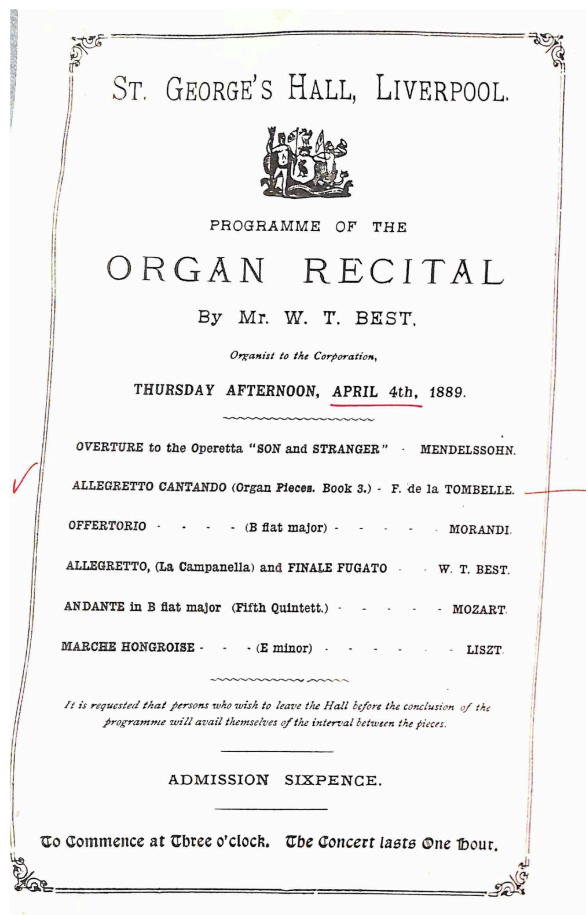 ST. GEORGE'S HALL, LIVERPOOL.
PROGRAMME OF THE
ORGAN RECITAL
By Mr. W. T. BEST,
Organist to the Corporation,
THURSDAY AFTERNOON, APRIL 4th, 1889.
OVERTURE to the Operetta "SON and STRANGER" - MENDELSSOHN.
ALLEGRETTO CANTANDO (Organ Pieces. Book 3.) - F. de la TOMBELLE.
OFFERTORIO - - - - (B flat major) - - - - - MORANDI.
ALLEGRETTO, (La Campanella) and FINALE FUGATO - - W. T. BEST.
ANDANTE in B flat major (Fifth Quintett.) - - - - - MOZART.
MARCHE HONGROISE - - - (E minor) - - - - - - LISZT.
It is requested that persons who wish to leave the Hall before the conclusion of the
programme will avail themselves of the interval between the pieces.
ADMISSION SIXPENCE.
To Commence at Three o'clock. The Concert lasts One Hour.